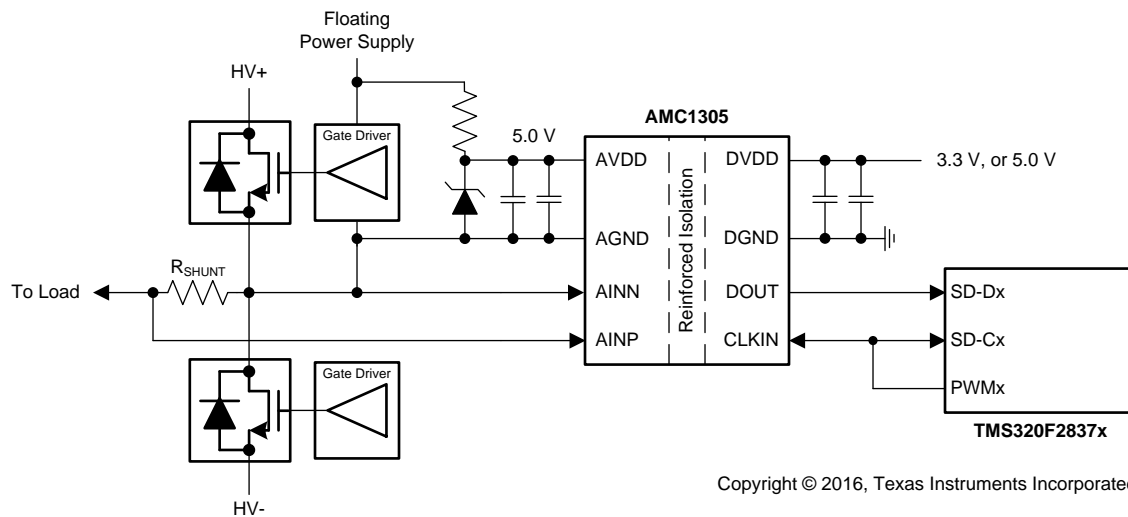 Floating
Power Supply
HV+
Gate Driver
5.0 V
AMC1305
AVDD
DVDD
3.3 V, or 5.0 V
Reinforced Isolation
AGND
DGND
RSHUNT
To Load
AINN
DOUT
SD-Dx
AINP
CLKIN
SD-Cx
Gate Driver
PWMx
TMS320F2837x
HV-
Copyright © 2016, Texas Instruments Incorporated